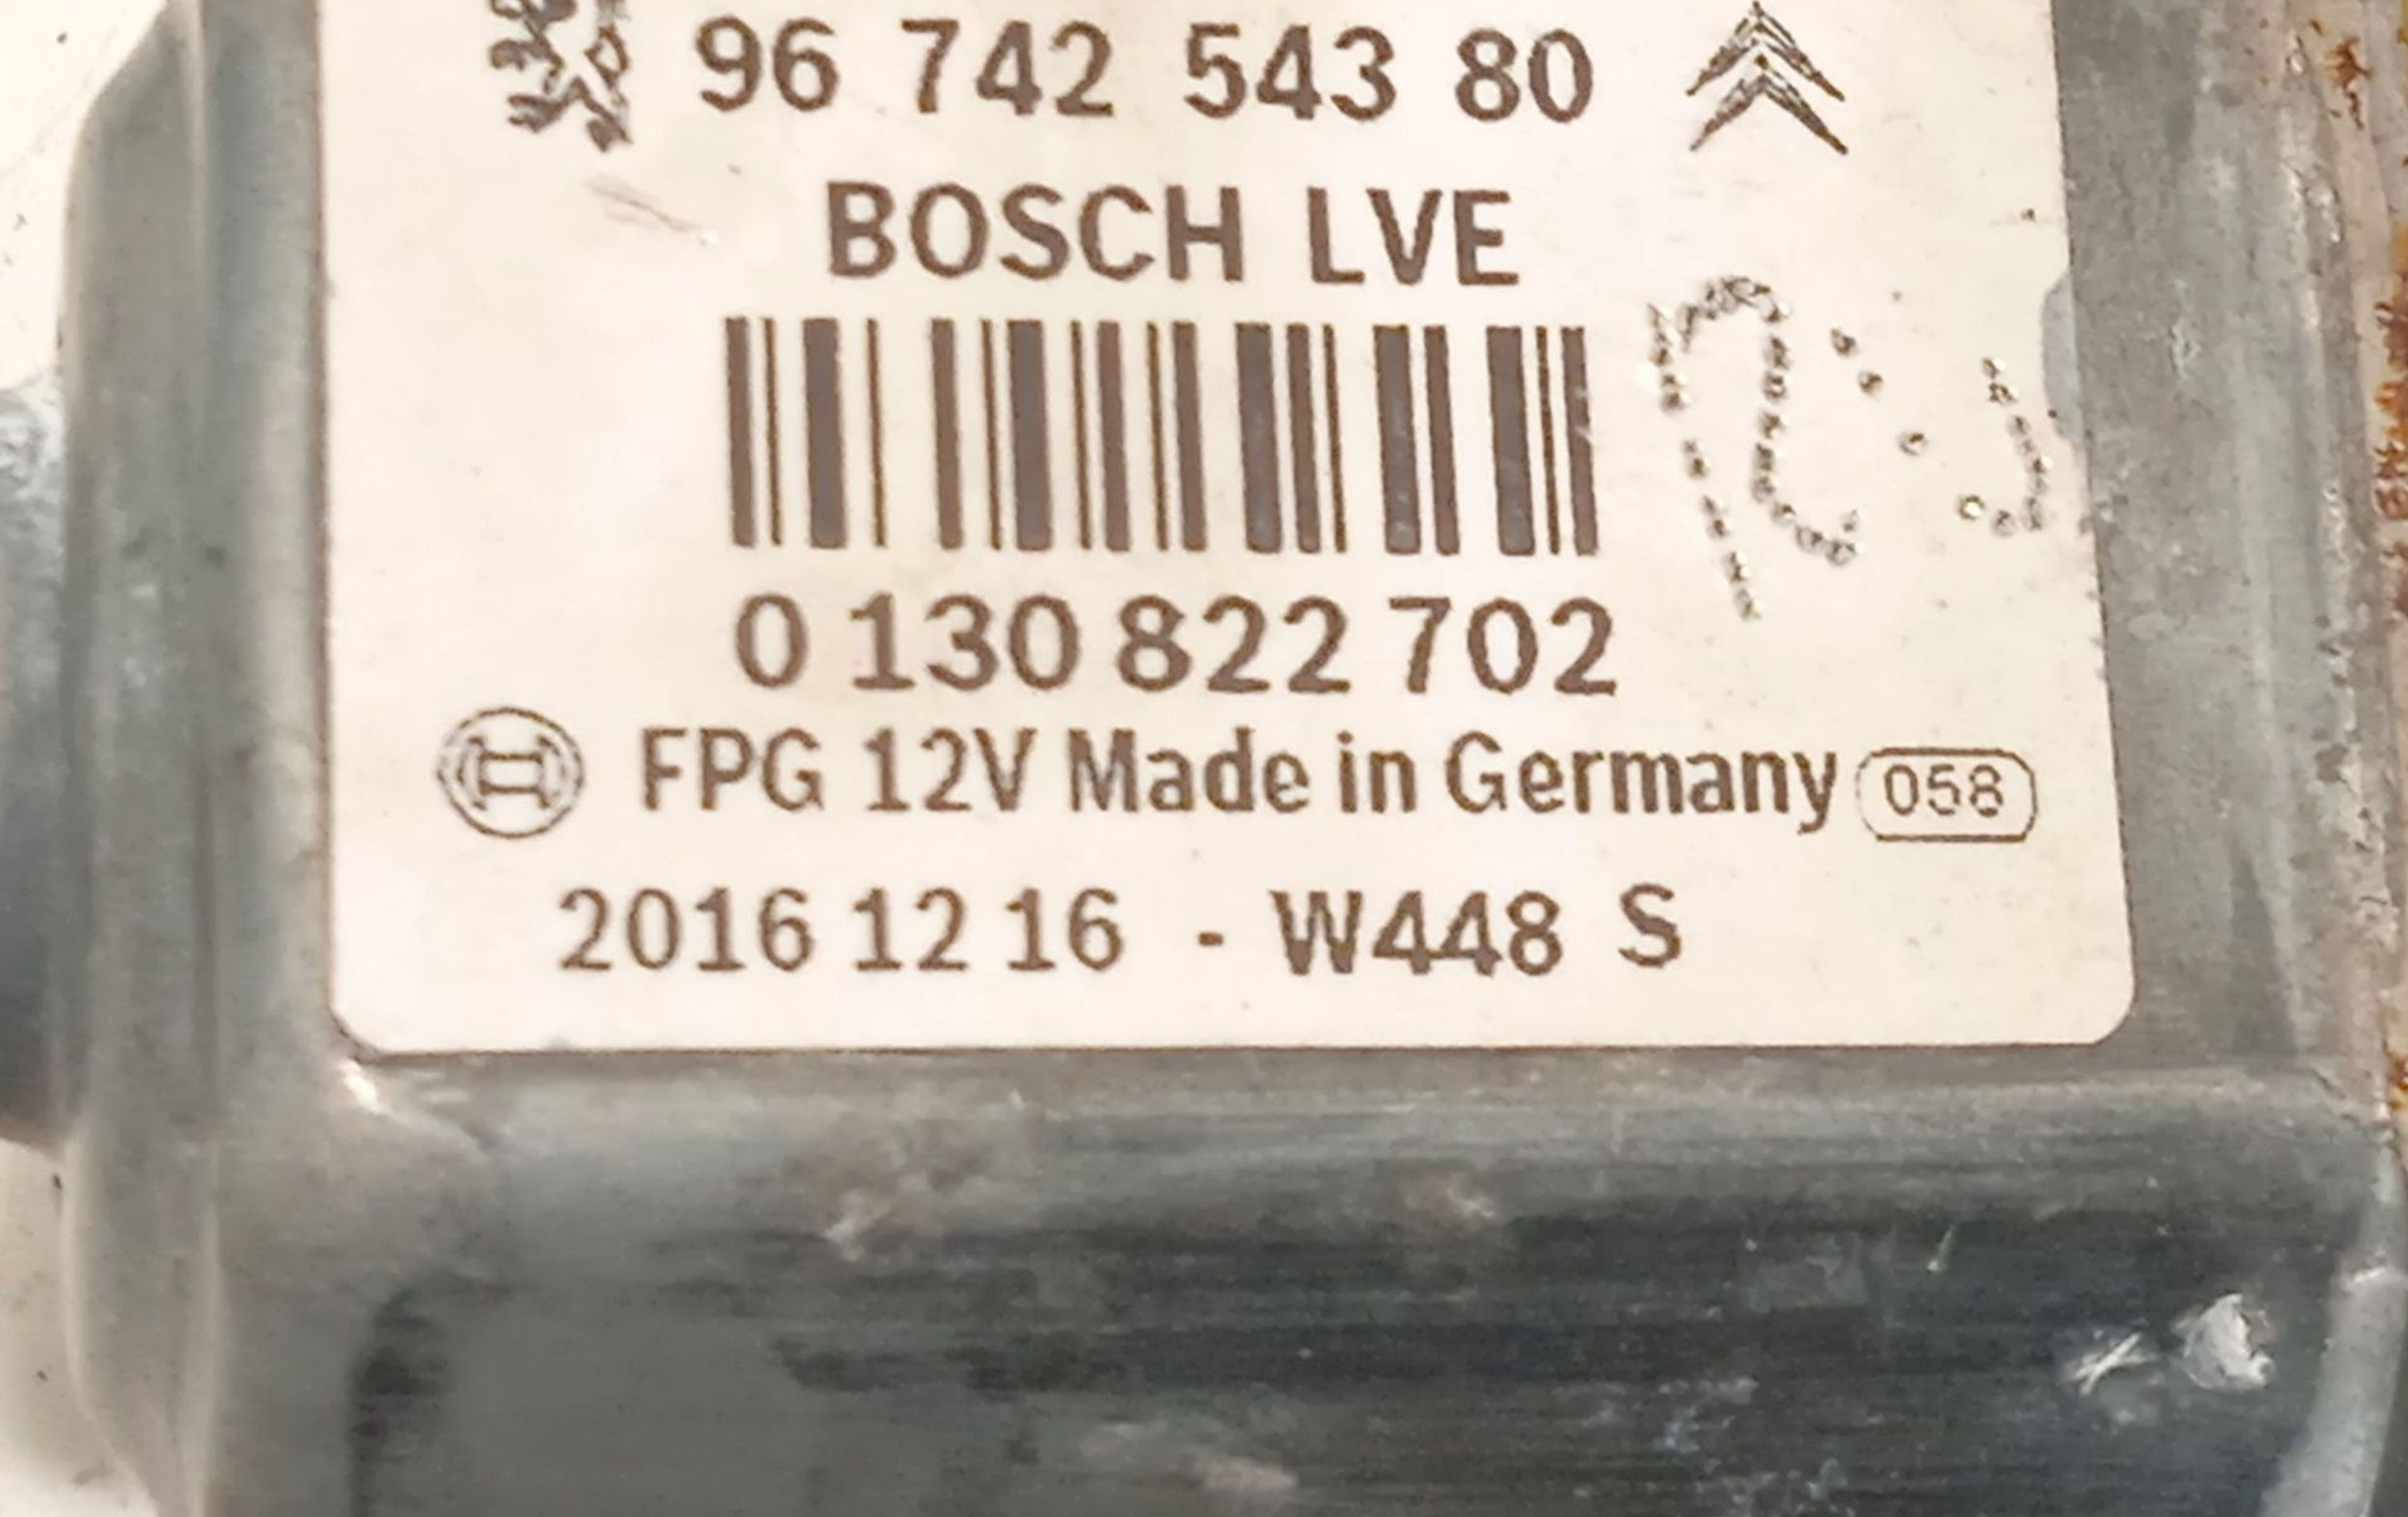 96 742 543 80
BOSCH LVE
0 130 822 702
FPG 12V Made in Germany 058
2016 12 16 - W448 S